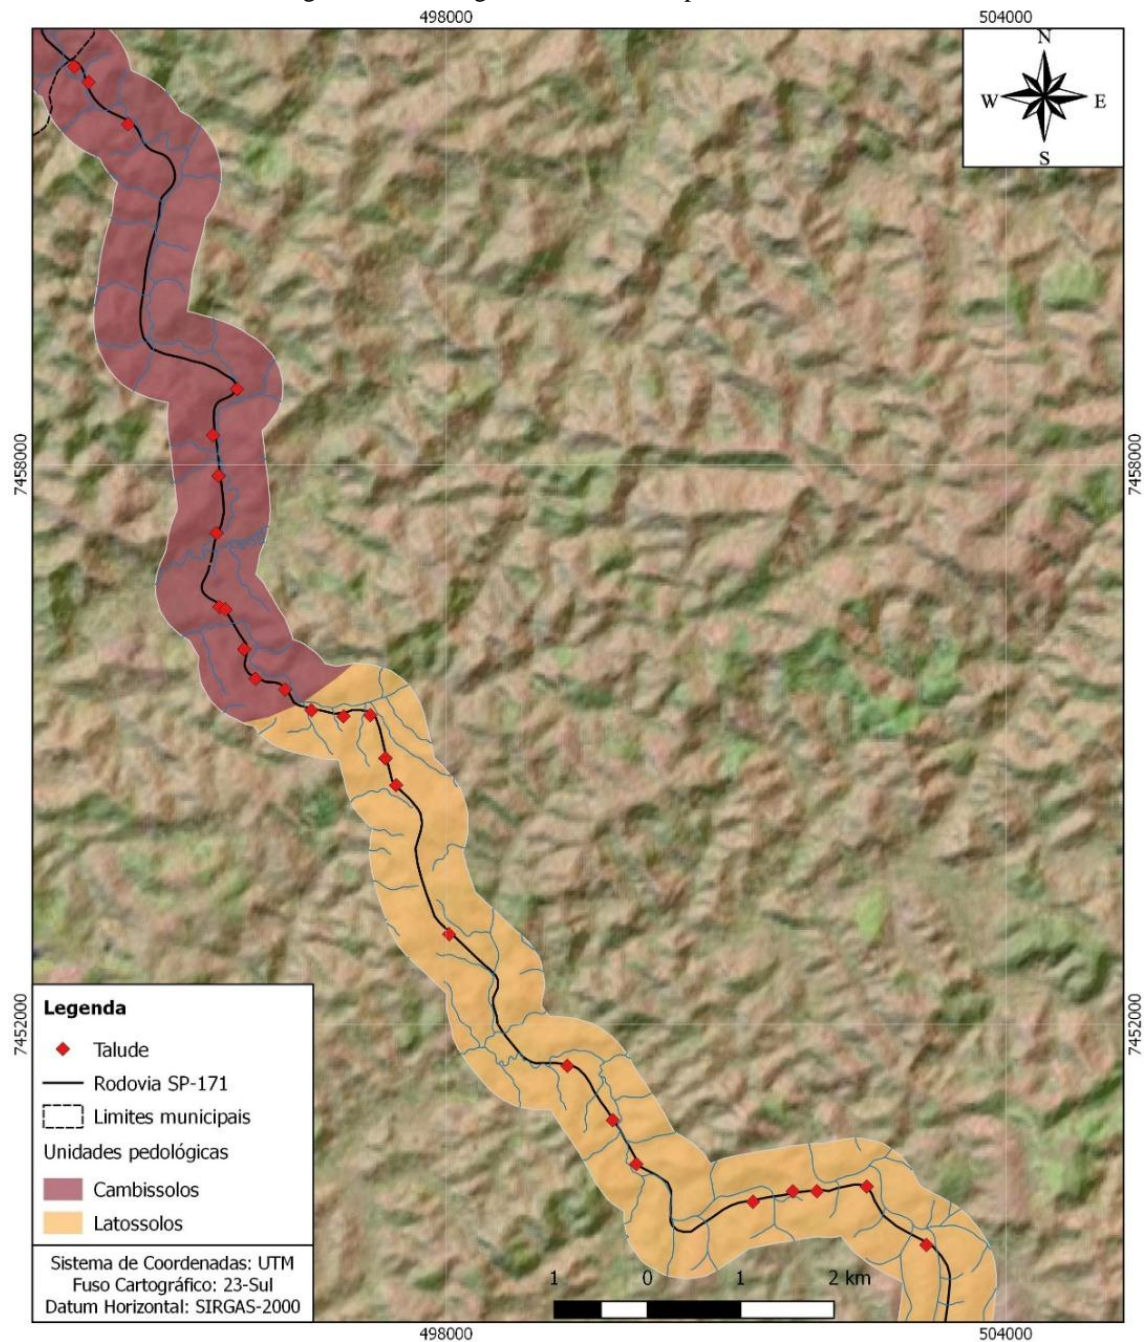 498000
504000
N
W
E
S
7458000
7458000
7452000
7452000
Legenda
Talude
Rodovia SP-171
Limites municipais
Unidades pedológicas
Cambissolos
Latossolos
Sistema de Coordenadas: UTM
Fuso Cartográfico: 23-Sul
Datum Horizontal: SIRGAS-2000
1 0 1 2 km
498000
504000